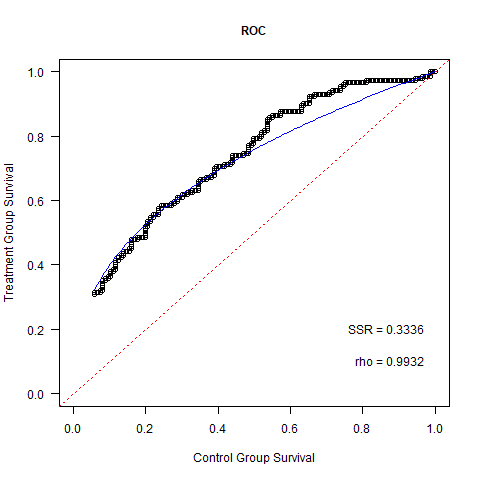 ROC
1.0
0.8
0.6
0.4
0.2
0.0
Treatment Group Survival
SSR = 0.3336
rho = 0.9932
0.0 0.2 0.4 0.6 0.8 1.0
Control Group Survival